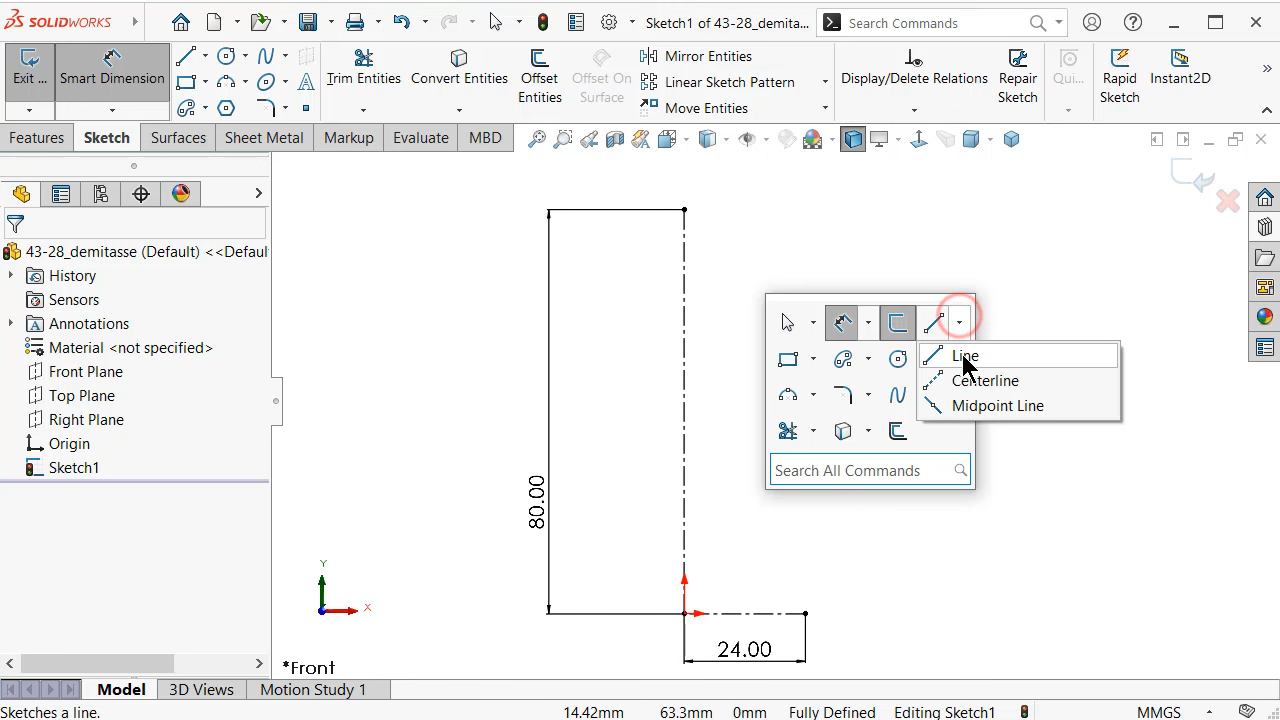 SOLIDWORKS
Sketch1 of 43-28_demita...
Search Commands
Exit ...
Smart Dimension
Trim Entities
Convert Entities
Offset Entities
Offset On Surface
Mirror Entities
Linear Sketch Pattern
Move Entities
Display/Delete Relations
Repair Sketch
Qui...
Rapid Sketch
Instant2D
Features
Sketch
Surfaces
Sheet Metal
Markup
Evaluate
MBD
43-28_demitasse (Default) <<Defaul
History
Sensors
Annotations
Material <not specified>
Front Plane
Top Plane
Right Plane
Origin
Sketch1
80.00
24.00
Line
Centerline
Midpoint Line
Search All Commands
Y
X
*Front
Model
3D Views
Motion Study 1
Sketches a line.
14.42mm
63.3mm
0mm
Fully Defined
Editing Sketch1
MMGS